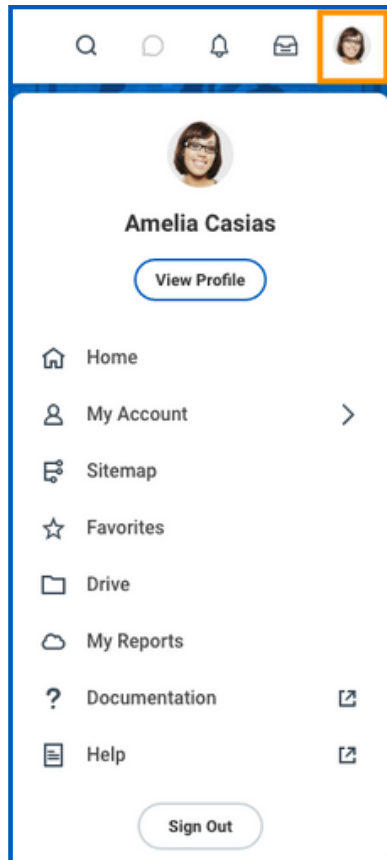 Amelia Casias
View Profile
Home
My Account
Sitemap
Favorites
Drive
My Reports
Documentation
Help
Sign Out